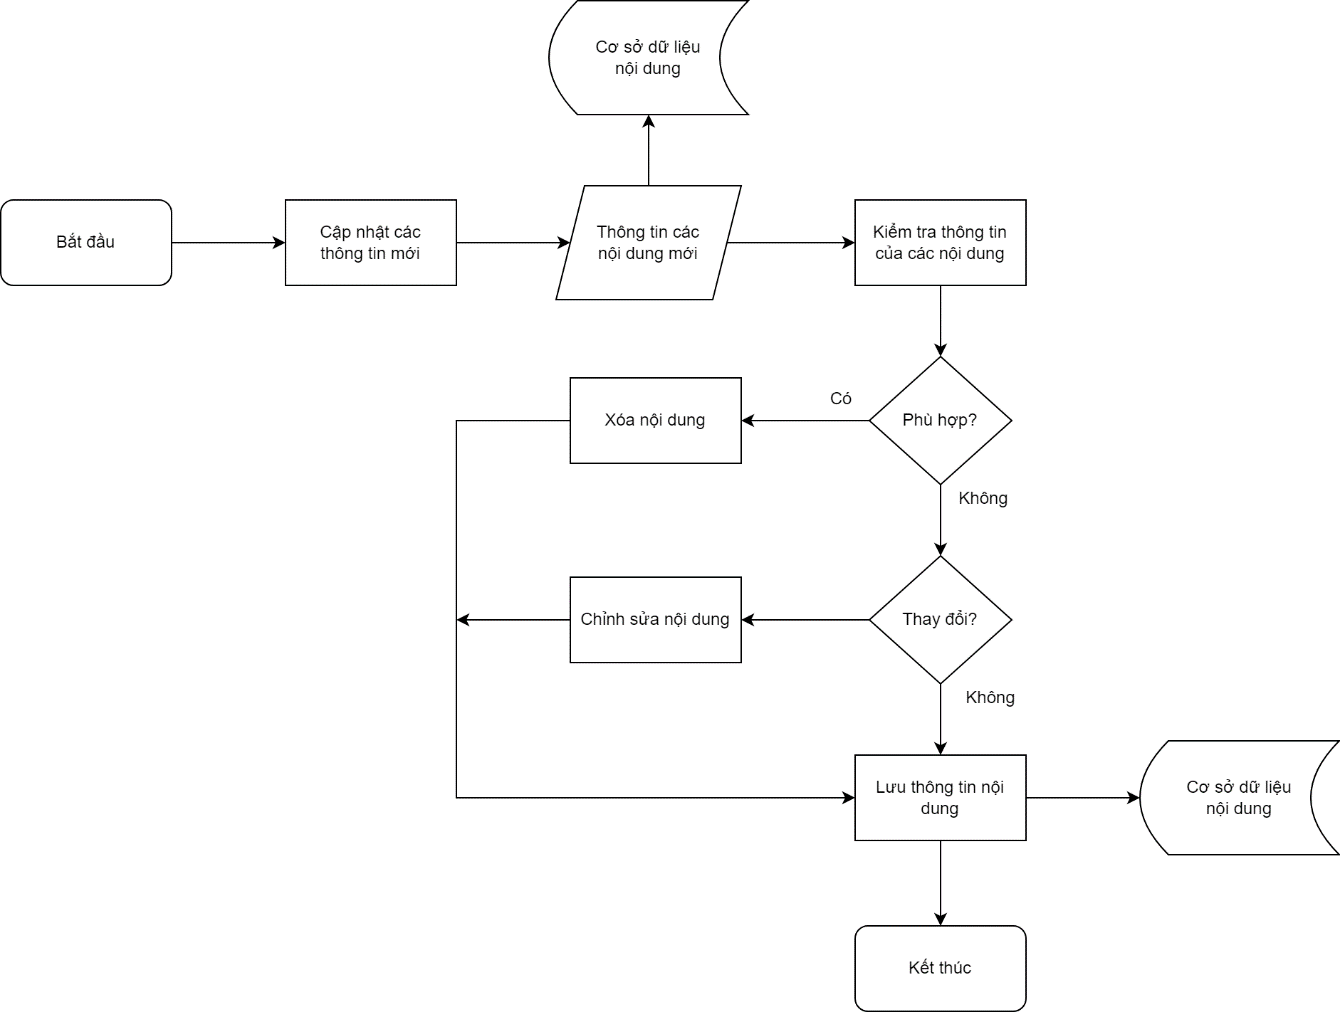 Cơ sở dữ liệu
nội dung
Bắt đầu
Cập nhật các
thông tin mới
Thông tin các
nội dung mới
Kiểm tra thông tin
của các nội dung
Có
Xóa nội dung
Phù hợp?
Không
Chỉnh sửa nội dung
Thay đổi?
Không
Lưu thông tin nội
dung
Cơ sở dữ liệu
nội dung
Kết thúc